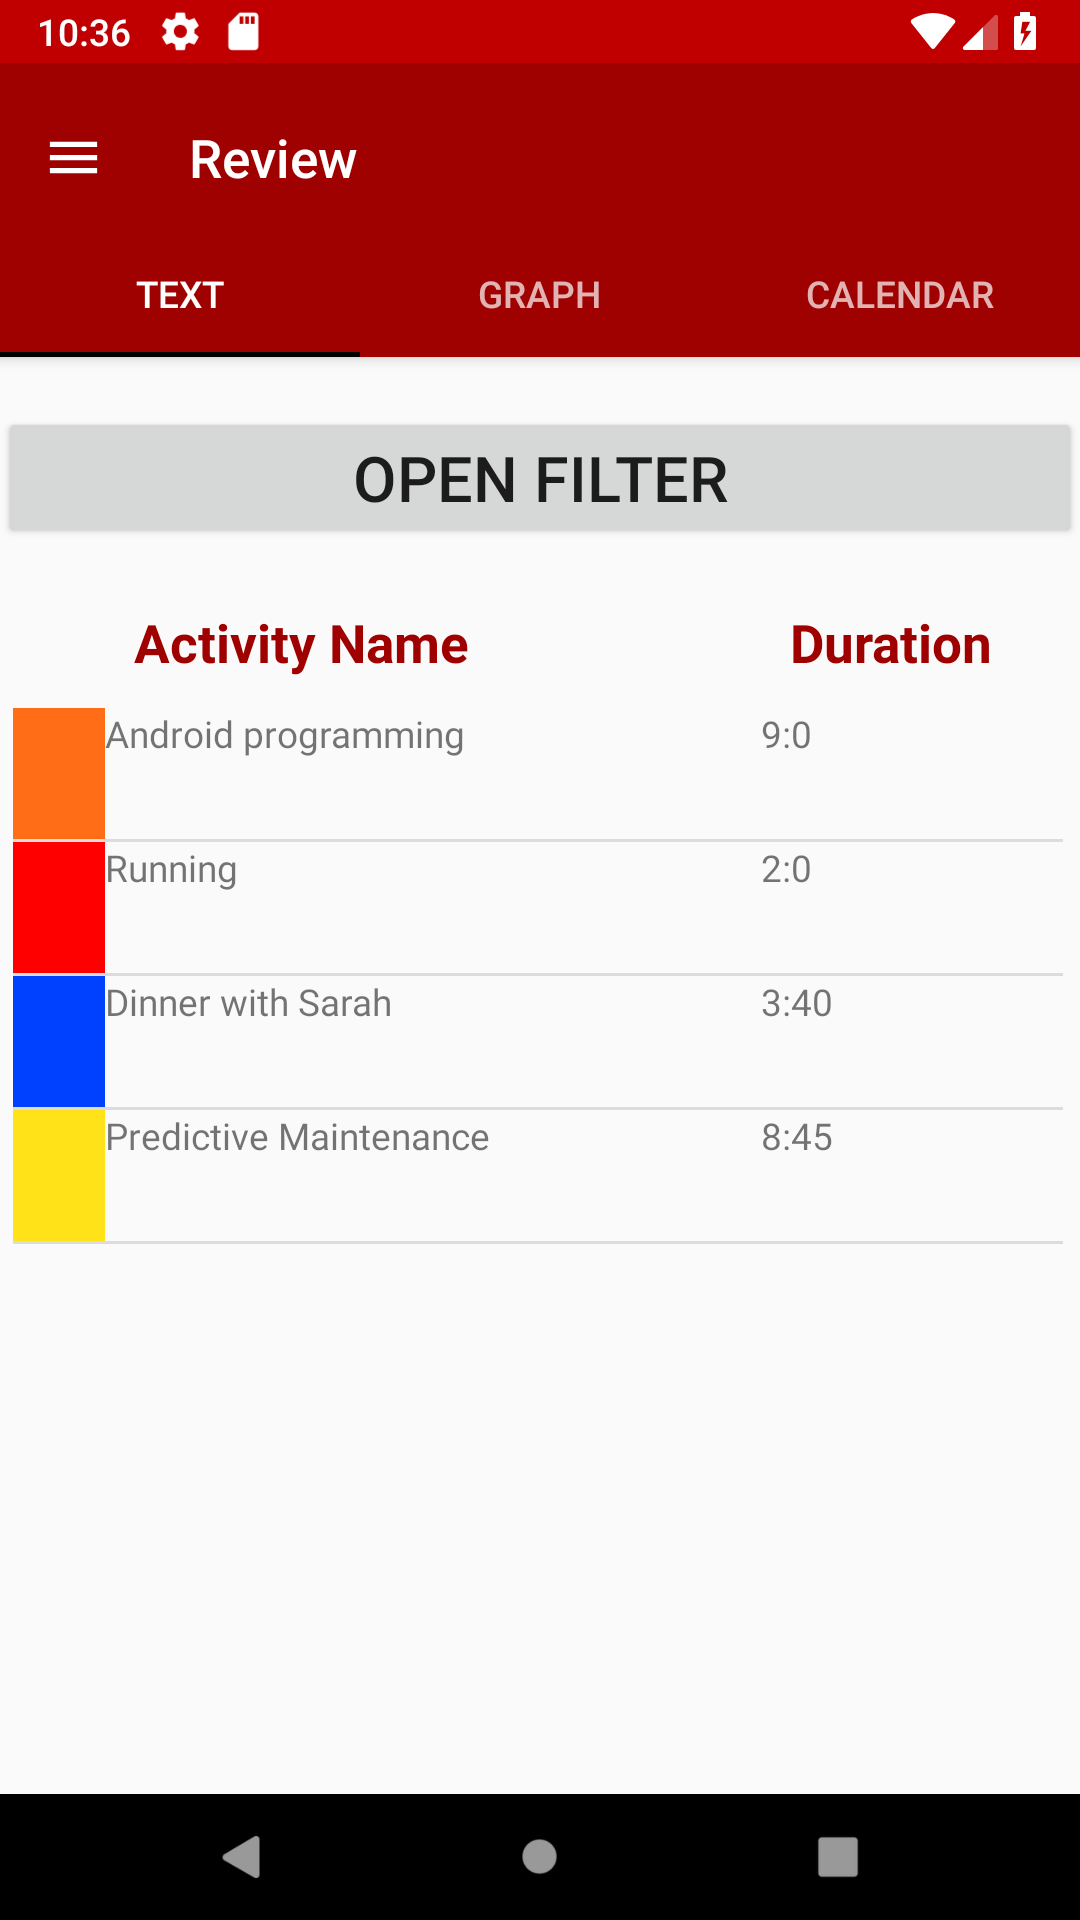 10:36
Review
TEXT GRAPH CALENDAR
OPEN FILTER
Activity Name Duration
Android programming 9:0
Running 2:0
Dinner with Sarah 3:40
Predictive Maintenance 8:45